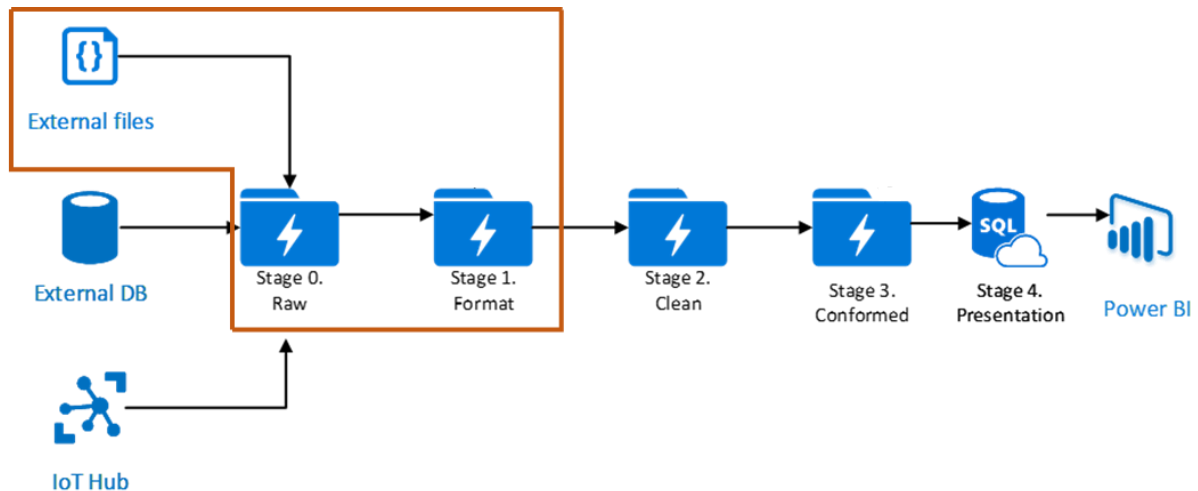 {}
External files
External DB
Stage 0.
Raw
Stage 1.
Format
Stage 2.
Clean
Stage 3.
Conformed
SQL
Stage 4.
Presentation
Power BI
IoT Hub